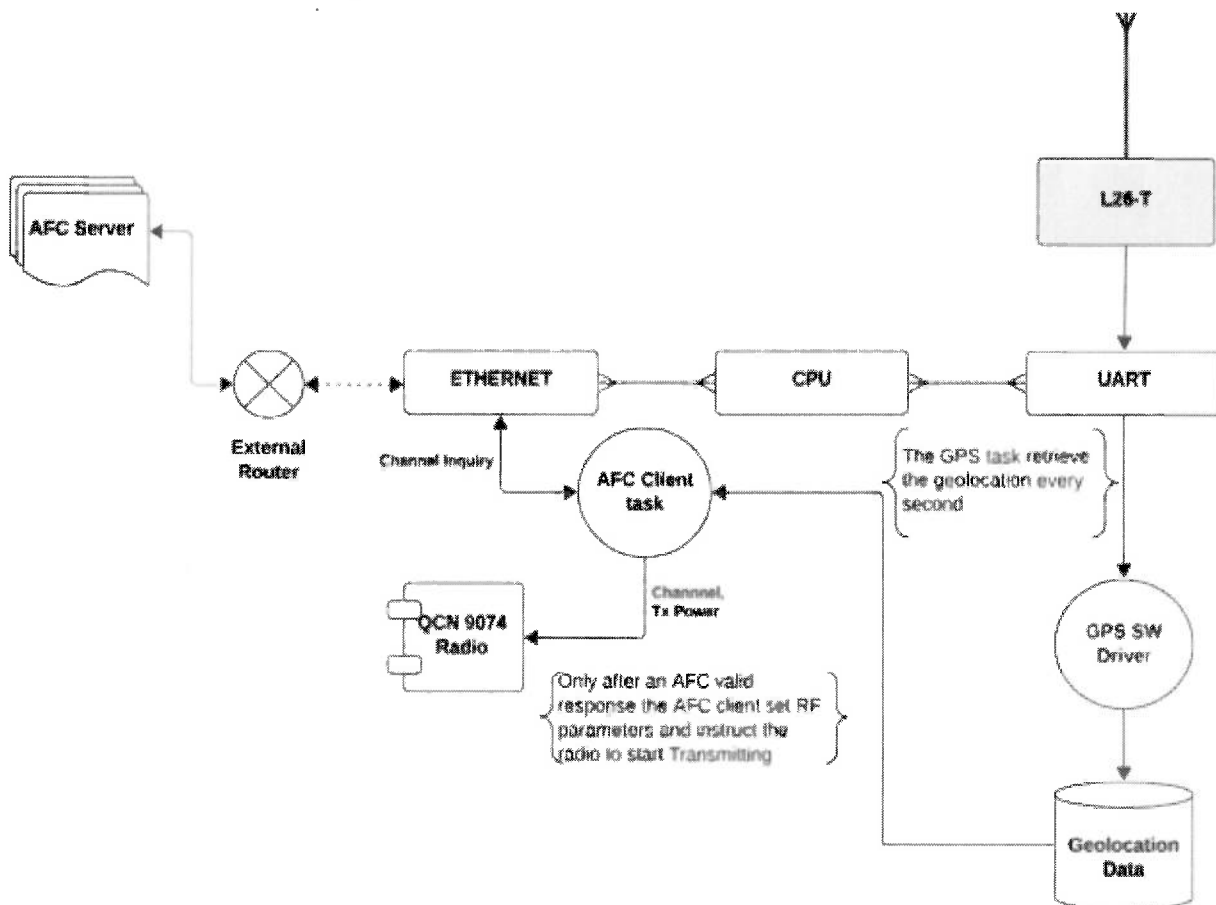 L26-T
AFC Server
ETHERNET
CPU
UART
External
Router
Channel Inquiry
AFC Client
task
The GPS task retrieve
the geolocation every
second
Channnel,
Tx Power
QCN 9074
Radio
GPS SW
Driver
Only after an AFC valid
response the AFC client set RF
parameters and instruct the
radio to start Transmitting
Geolocation
Data